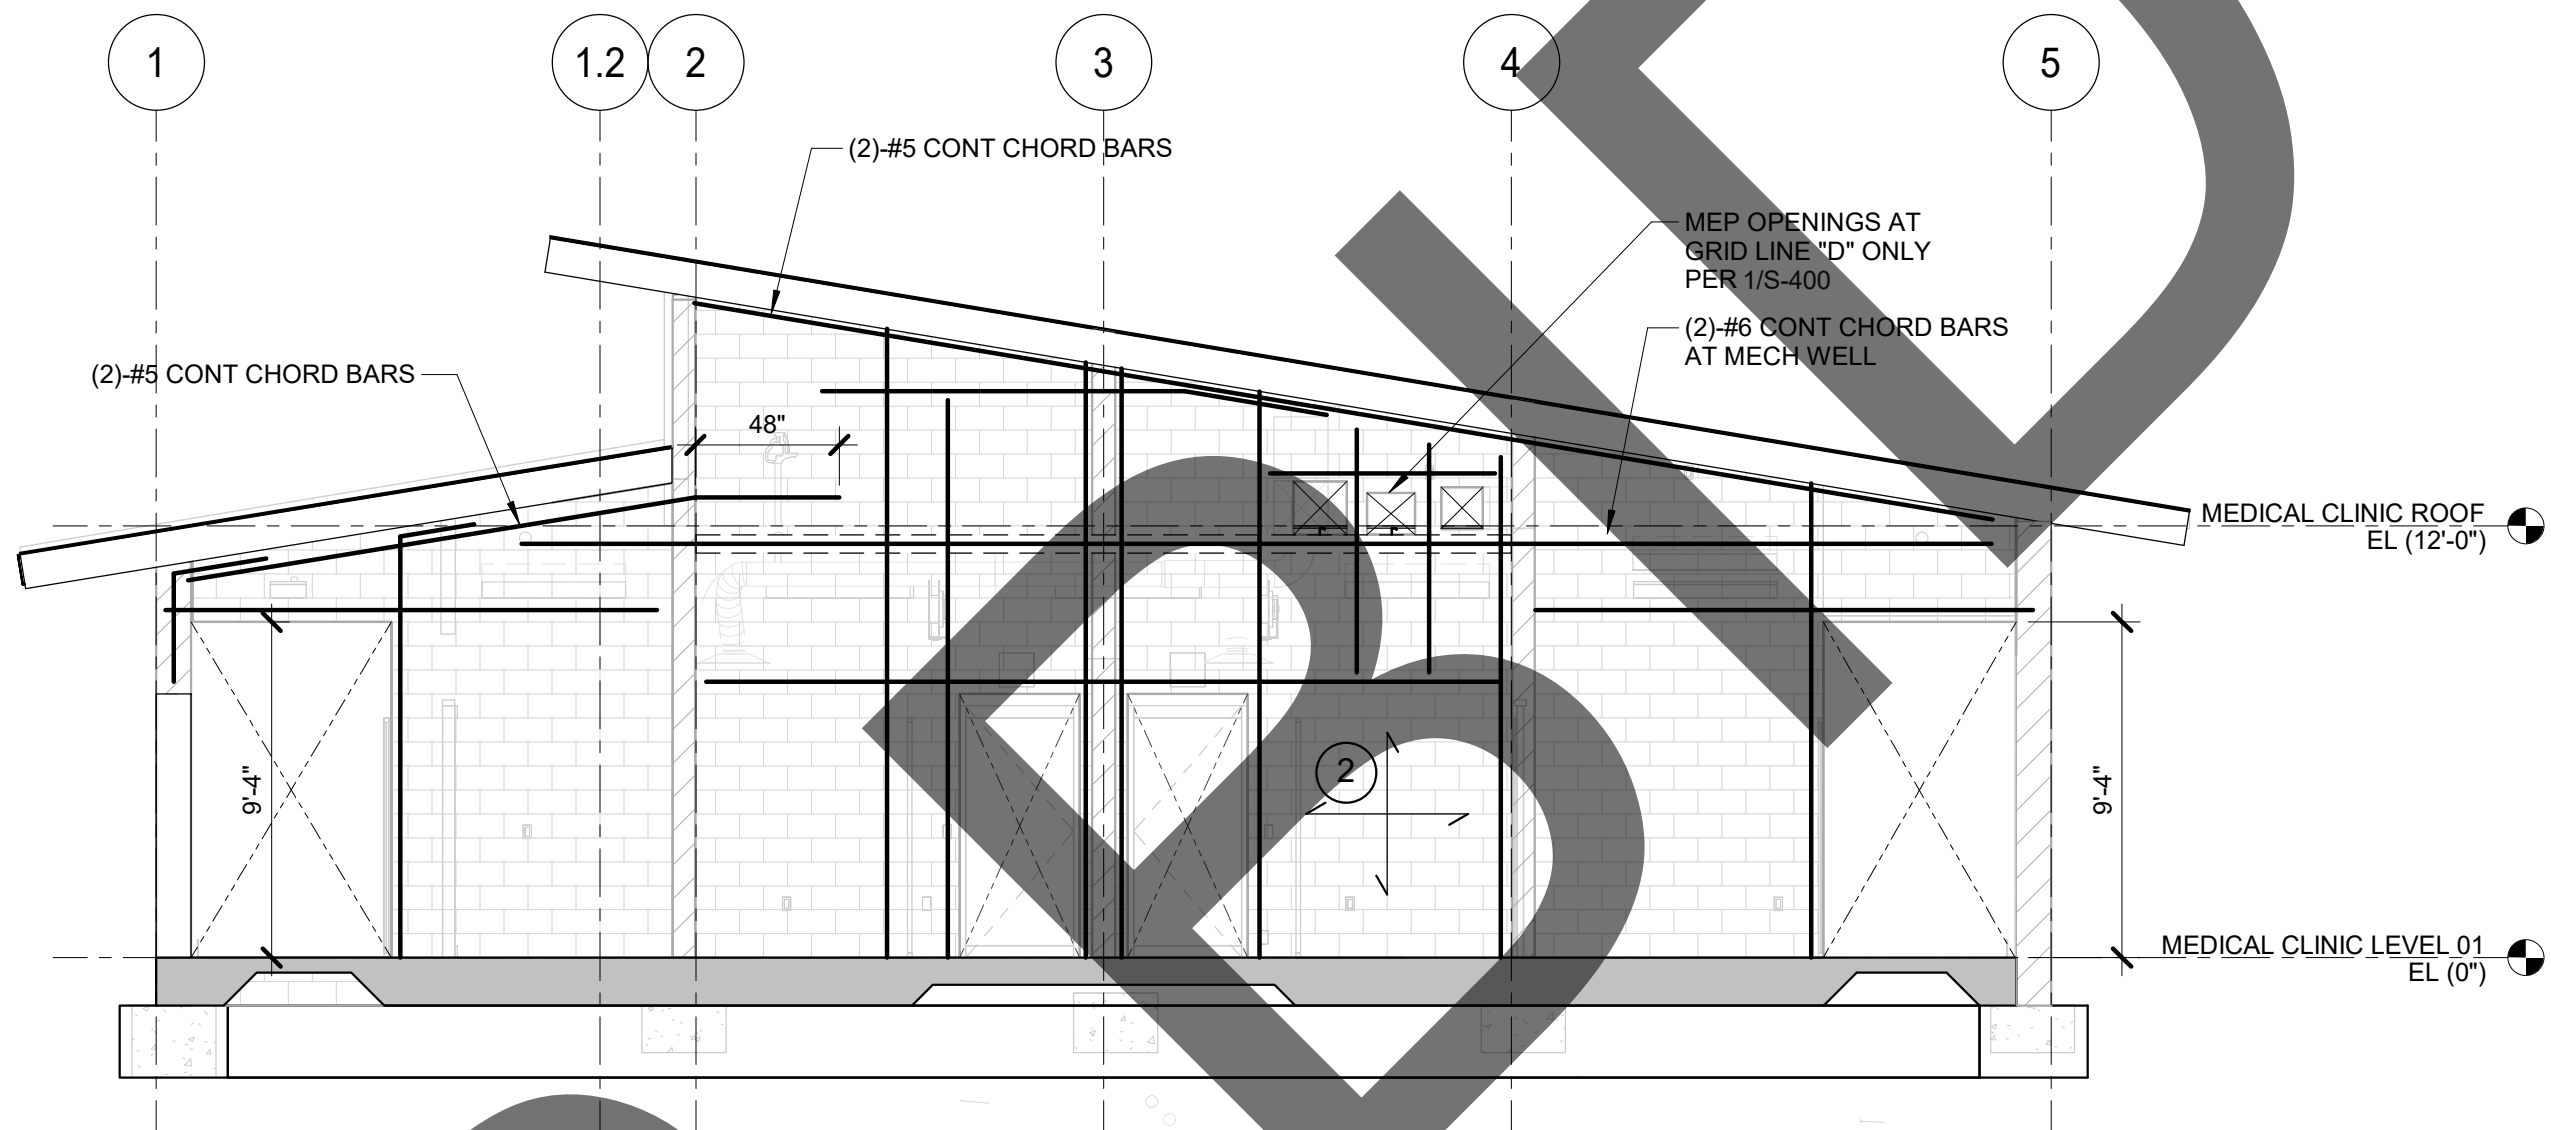 1
1.2
2
3
4
5
(2)-#5 CONT CHORD BARS
MEP OPENINGS AT
GRID LINE "D" ONLY
PER 1/S-400
(2)-#6 CONT CHORD BARS
AT MECH WELL
(2)-#5 CONT CHORD BARS
48"
MEDICAL CLINIC ROOF
EL (12'-0")
9'-4"
2
9'-4"
MEDICAL CLINIC LEVEL 01
EL (0")